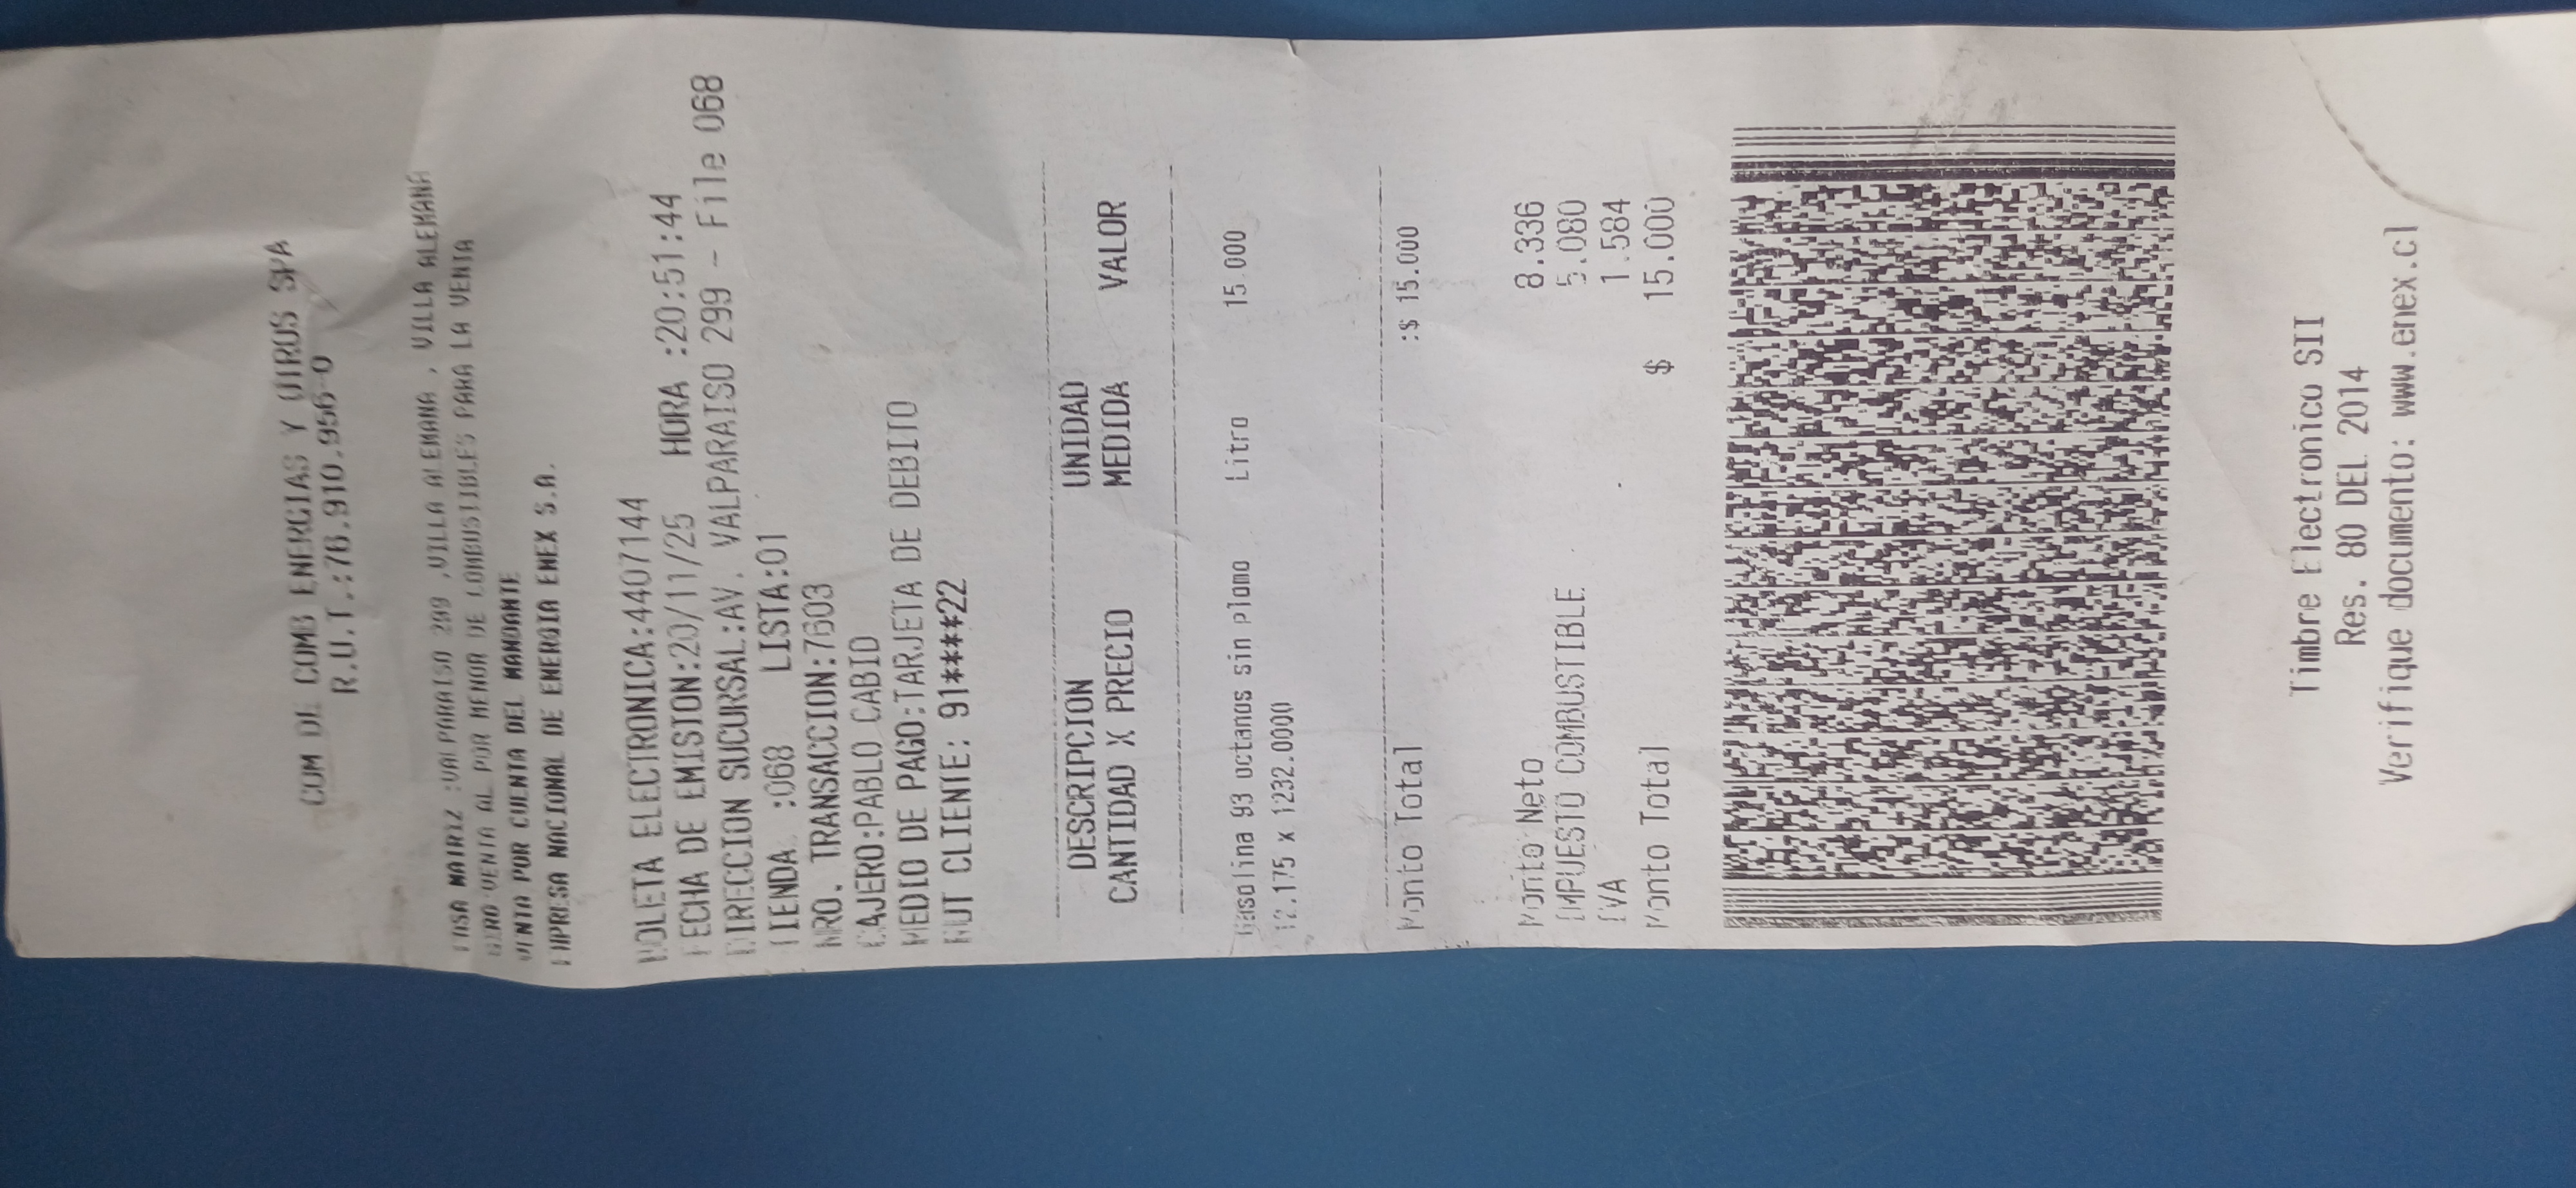 COM DE COMB ENERGIAS Y OTROS SPA
R.U.T.:76.910.956-0
CASA MATRIZ :VALPARAISO 299 ,VILLA ALEMANA , VILLA ALEMANA
GIRO VENTA AL POR MENOR DE COMBUSTIBLES PARA LA VENTA
VENTA POR CUENTA DEL MANDANTE
EMPRESA NACIONAL DE ENERGIA ENEX S.A.
BOLETA ELECTRONICA:4407144
FECHA DE EMISION:20/11/25 HORA :20:51:44
DIRECCION SUCURSAL:AV. VALPARAISO 299 - File 068
TIENDA :068 LISTA:01
NRO. TRANSACCION:7603
CAJERO:PABLO CABIO
MEDIO DE PAGO:TARJETA DE DEBITO
RUT CLIENTE: 91*****22
DESCRIPCION UNIDAD
CANTIDAD X PRECIO MEDIDA VALOR
Gasolina 93 octanos sin Plomo Litro 15.000
12.175 x 1232.0000
Monto Total :$ 15.000
Monto Neto 8.336
IMPUESTO COMBUSTIBLE 5.080
IVA 1.584
Monto Total $ 15.000
Timbre Electronico SII
Res. 80 DEL 2014
Verifique documento: www.enex.cl